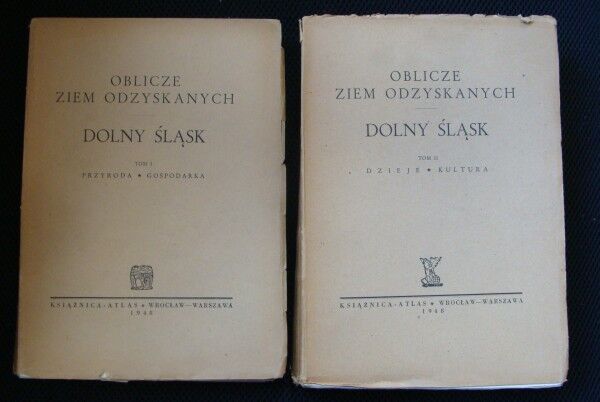 OBLICZE
ZIEM ODZYSKANYCH
DOLNY ŚLĄSK
TOM I
PRZYRODA ★ GOSPODARKA
KSIĄŻNICA-ATLAS ★ WROCŁAW—WARSZAWA
1948
OBLICZE
ZIEM ODZYSKANYCH
DOLNY ŚLĄSK
TOM II
DZIEJE ★ KULTURA
KSIĄŻNICA-ATLAS ★ WROCŁAW—WARSZAWA
1948